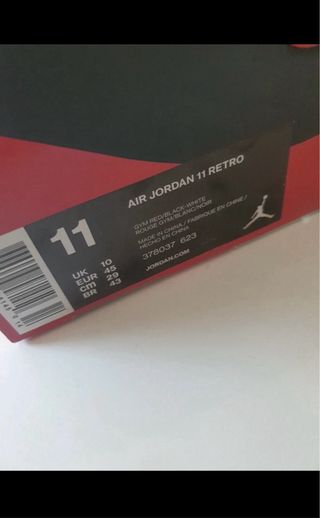 11
UK 10
EUR 45
CM 29
BR 43
AIR JORDAN 11 RETRO
GYM RED/BLACK-WHITE
ROUGE GYM/BLANC/NOIR
MADE IN CHINA / FABRIQUÉ EN CHINE /
HECHO EN CHINA
378037 623
JORDAN.COM